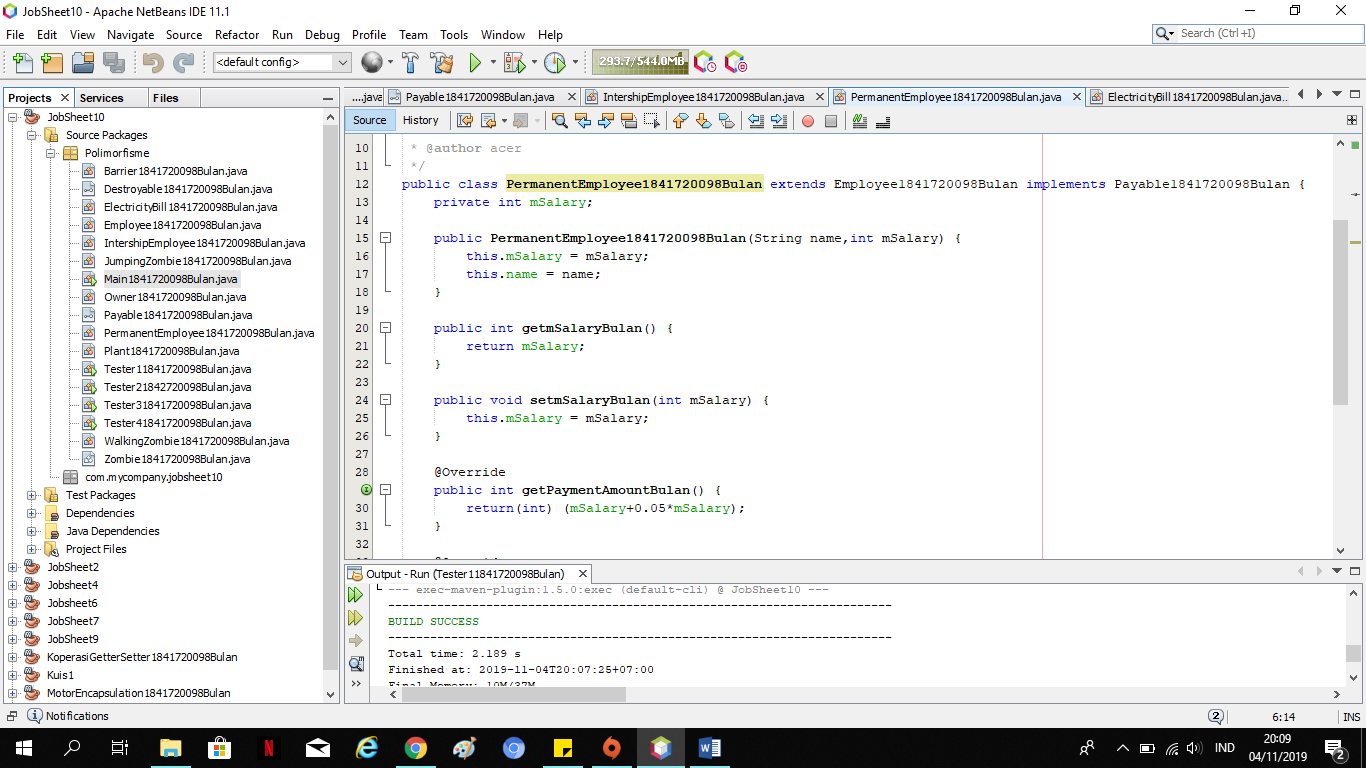 JobSheet10 - Apache NetBeans IDE 11.1
File Edit View Navigate Source Refactor Run Debug Profile Team Tools Window Help
Search (Ctrl+I)
<default config>
293.7/544.0MB
Projects
Services
Files
JobSheet10
Source Packages
Polimorfisme
Barrier1841720098Bulan.java
Destroyable1841720098Bulan.java
ElectricityBill1841720098Bulan.java
Employee1841720098Bulan.java
IntershipEmployee1841720098Bulan.java
JumpingZombie1841720098Bulan.java
Main1841720098Bulan.java
Owner1841720098Bulan.java
Payable1841720098Bulan.java
PermanentEmployee1841720098Bulan.java
Plant1841720098Bulan.java
Tester11841720098Bulan.java
Tester21842720098Bulan.java
Tester31841720098Bulan.java
Tester41841720098Bulan.java
WalkingZombie1841720098Bulan.java
Zombie1841720098Bulan.java
com.mycompany.jobsheet10
Test Packages
Dependencies
Java Dependencies
Project Files
JobSheet2
Jobsheet4
Jobsheet6
JobSheet7
JobSheet9
KoperasiGetterSetter1841720098Bulan
Kuis1
MotorEncapsulation1841720098Bulan
....java
Payable1841720098Bulan.java
IntershipEmployee1841720098Bulan.java
PermanentEmployee1841720098Bulan.java
ElectricityBill1841720098Bulan.java...
Source
History
10 * @author acer
11 */
12 public class PermanentEmployee1841720098Bulan extends Employee1841720098Bulan implements Payable1841720098Bulan {
13 private int mSalary;
14
15 public PermanentEmployee1841720098Bulan(String name,int mSalary) {
16 this.mSalary = mSalary;
17 this.name = name;
18 }
19
20 public int getmSalaryBulan() {
21 return mSalary;
22 }
23
24 public void setmSalaryBulan(int mSalary) {
25 this.mSalary = mSalary;
26 }
27
28 @Override
public int getPaymentAmountBulan() {
30 return(int) (mSalary+0.05*mSalary);
31 }
32
Output - Run (Tester11841720098Bulan)
--- exec-maven-plugin:1.5.0:exec (default-cli) @ JobSheet10 ---
------------------------------------------------------------------------
BUILD SUCCESS
------------------------------------------------------------------------
Total time: 2.189 s
Finished at: 2019-11-04T20:07:25+07:00
Final Memory: 10M/37M
Notifications
2
6:14
INS
IND
20:09
04/11/2019
2